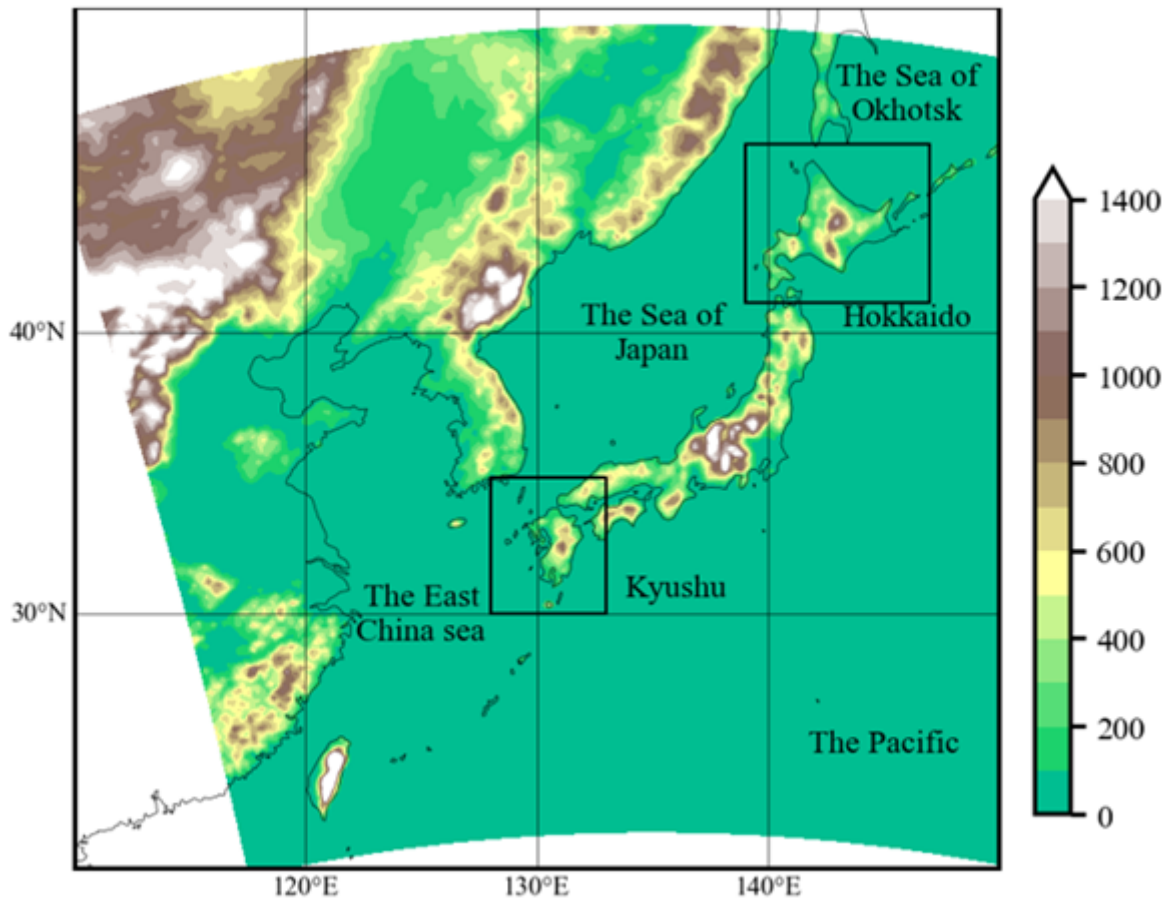 The Sea of
Okhotsk
1400
1200
40°N
The Sea of
Japan
Hokkaido
1000
800
600
The East
China sea
Kyushu
30°N
400
200
The Pacific
0
120°E
130°E
140°E